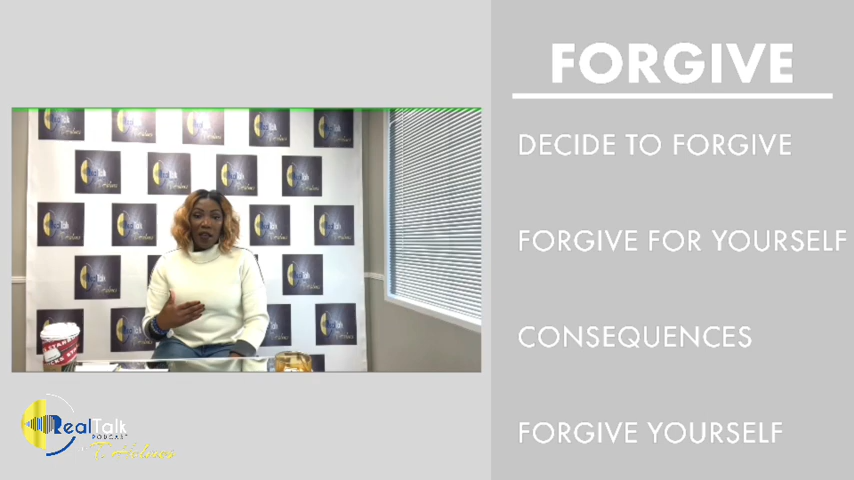 FORGIVE
DECIDE TO FORGIVE
FORGIVE FOR YOURSELF
CONSEQUENCES
FORGIVE YOURSELF
RealTalk
PODCAST